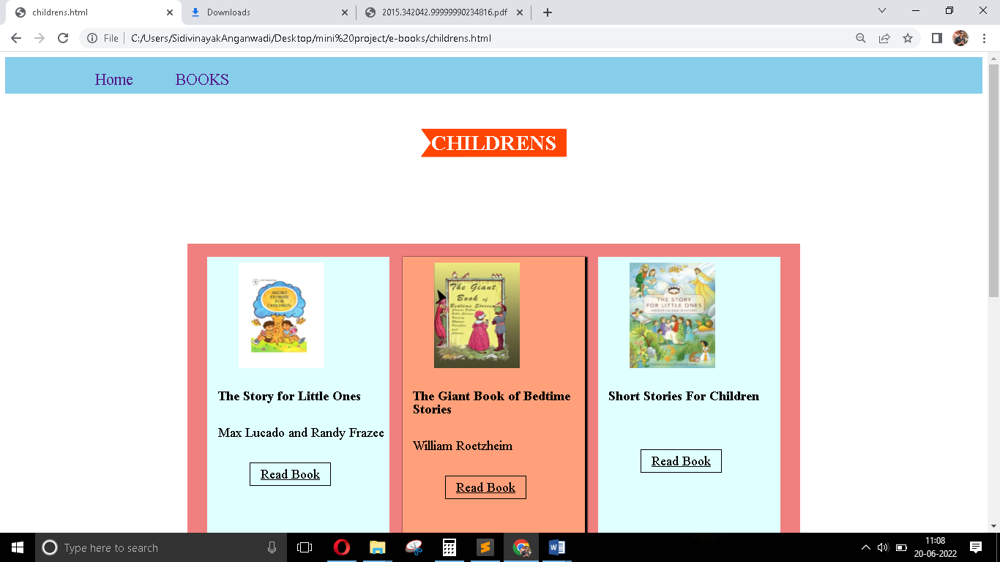 childrens.html
Downloads
2015.342042.99999990234816.pdf
File
C:/Users/SidivinayakAnganwadi/Desktop/mini%20project/e-books/childrens.html
Home
BOOKS
CHILDRENS
SHORT
STORIES
FOR
CHILDREN
The Giant
Book of
Bedtime Stories
THE STORY
FOR LITTLE ONES
The Story for Little Ones
Max Lucado and Randy Frazee
Read Book
The Giant Book of Bedtime
Stories
William Roetzheim
Read Book
Short Stories For Children
Read Book
Type here to search
11:08
20-06-2022